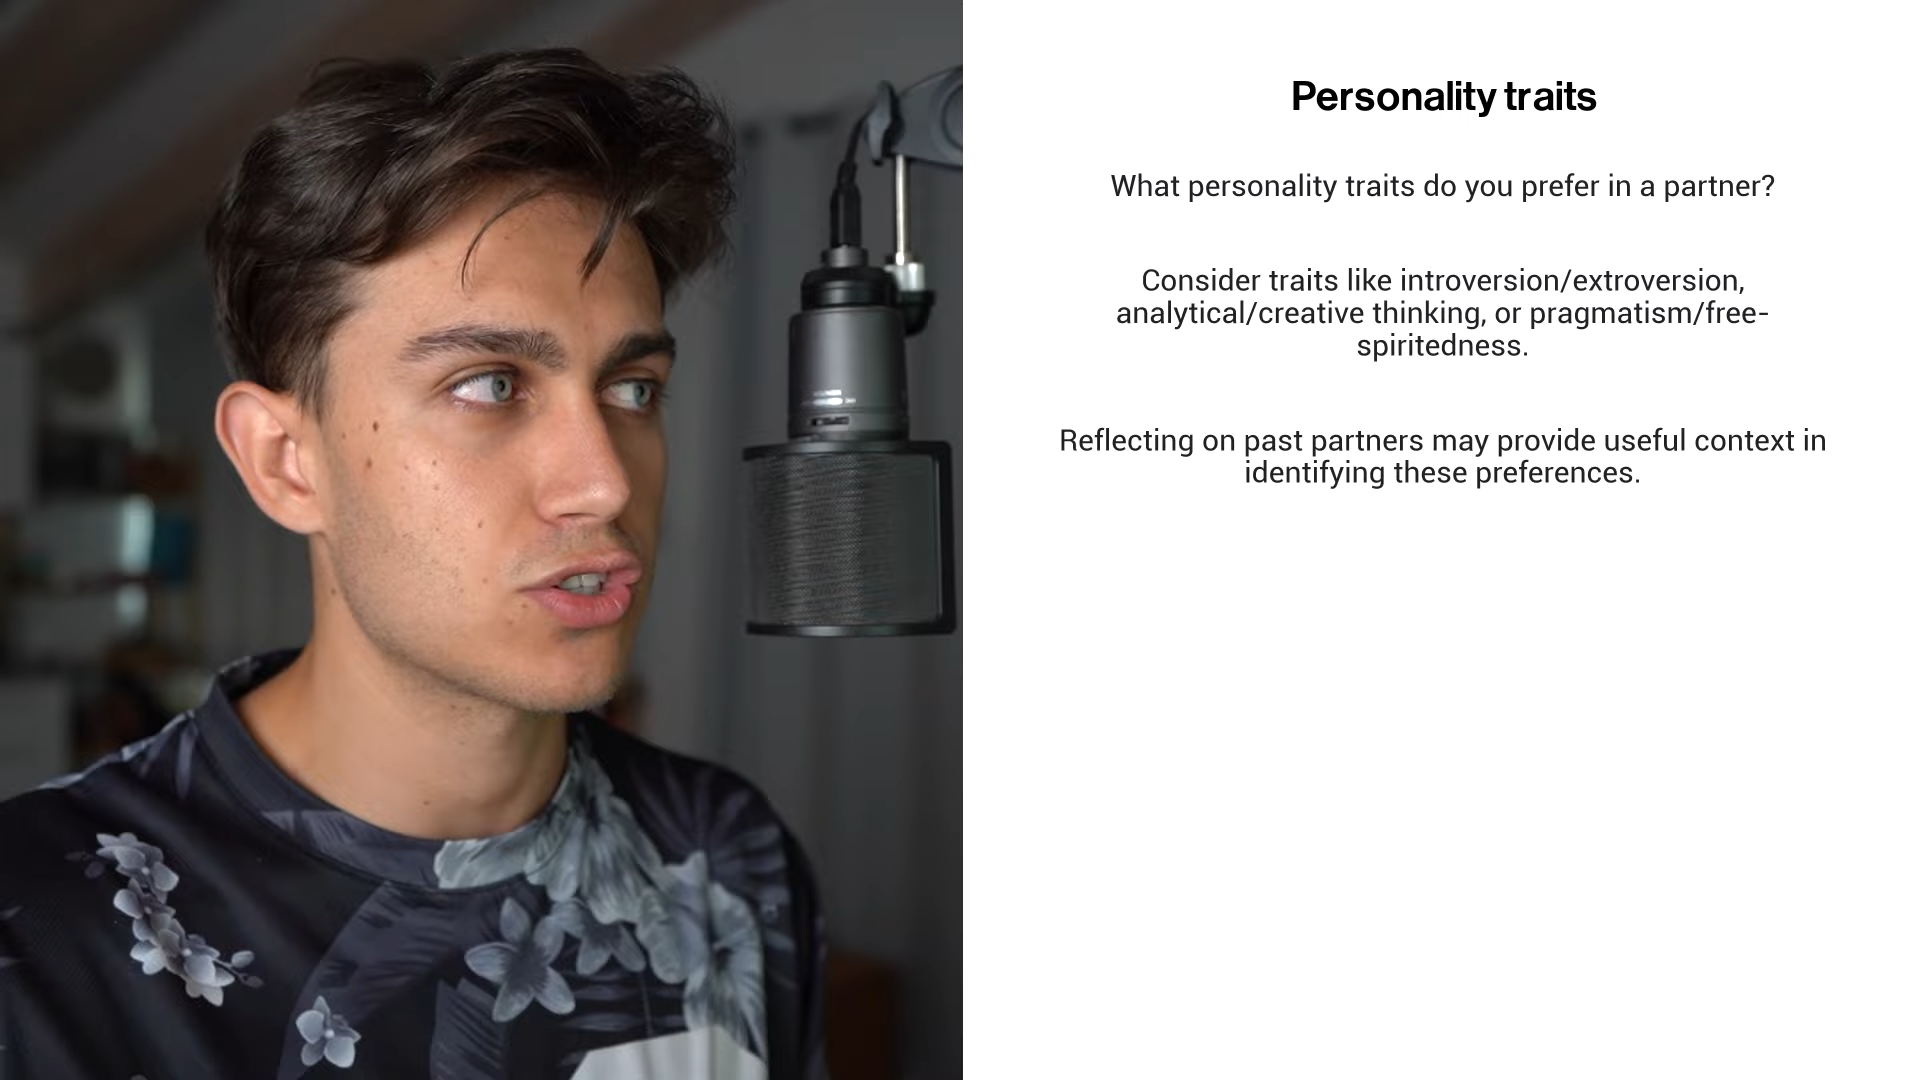 Personality traits
What personality traits do you prefer in a partner?
Consider traits like introversion/extroversion,
analytical/creative thinking, or pragmatism/free-
spiritedness.
Reflecting on past partners may provide useful context in
identifying these preferences.